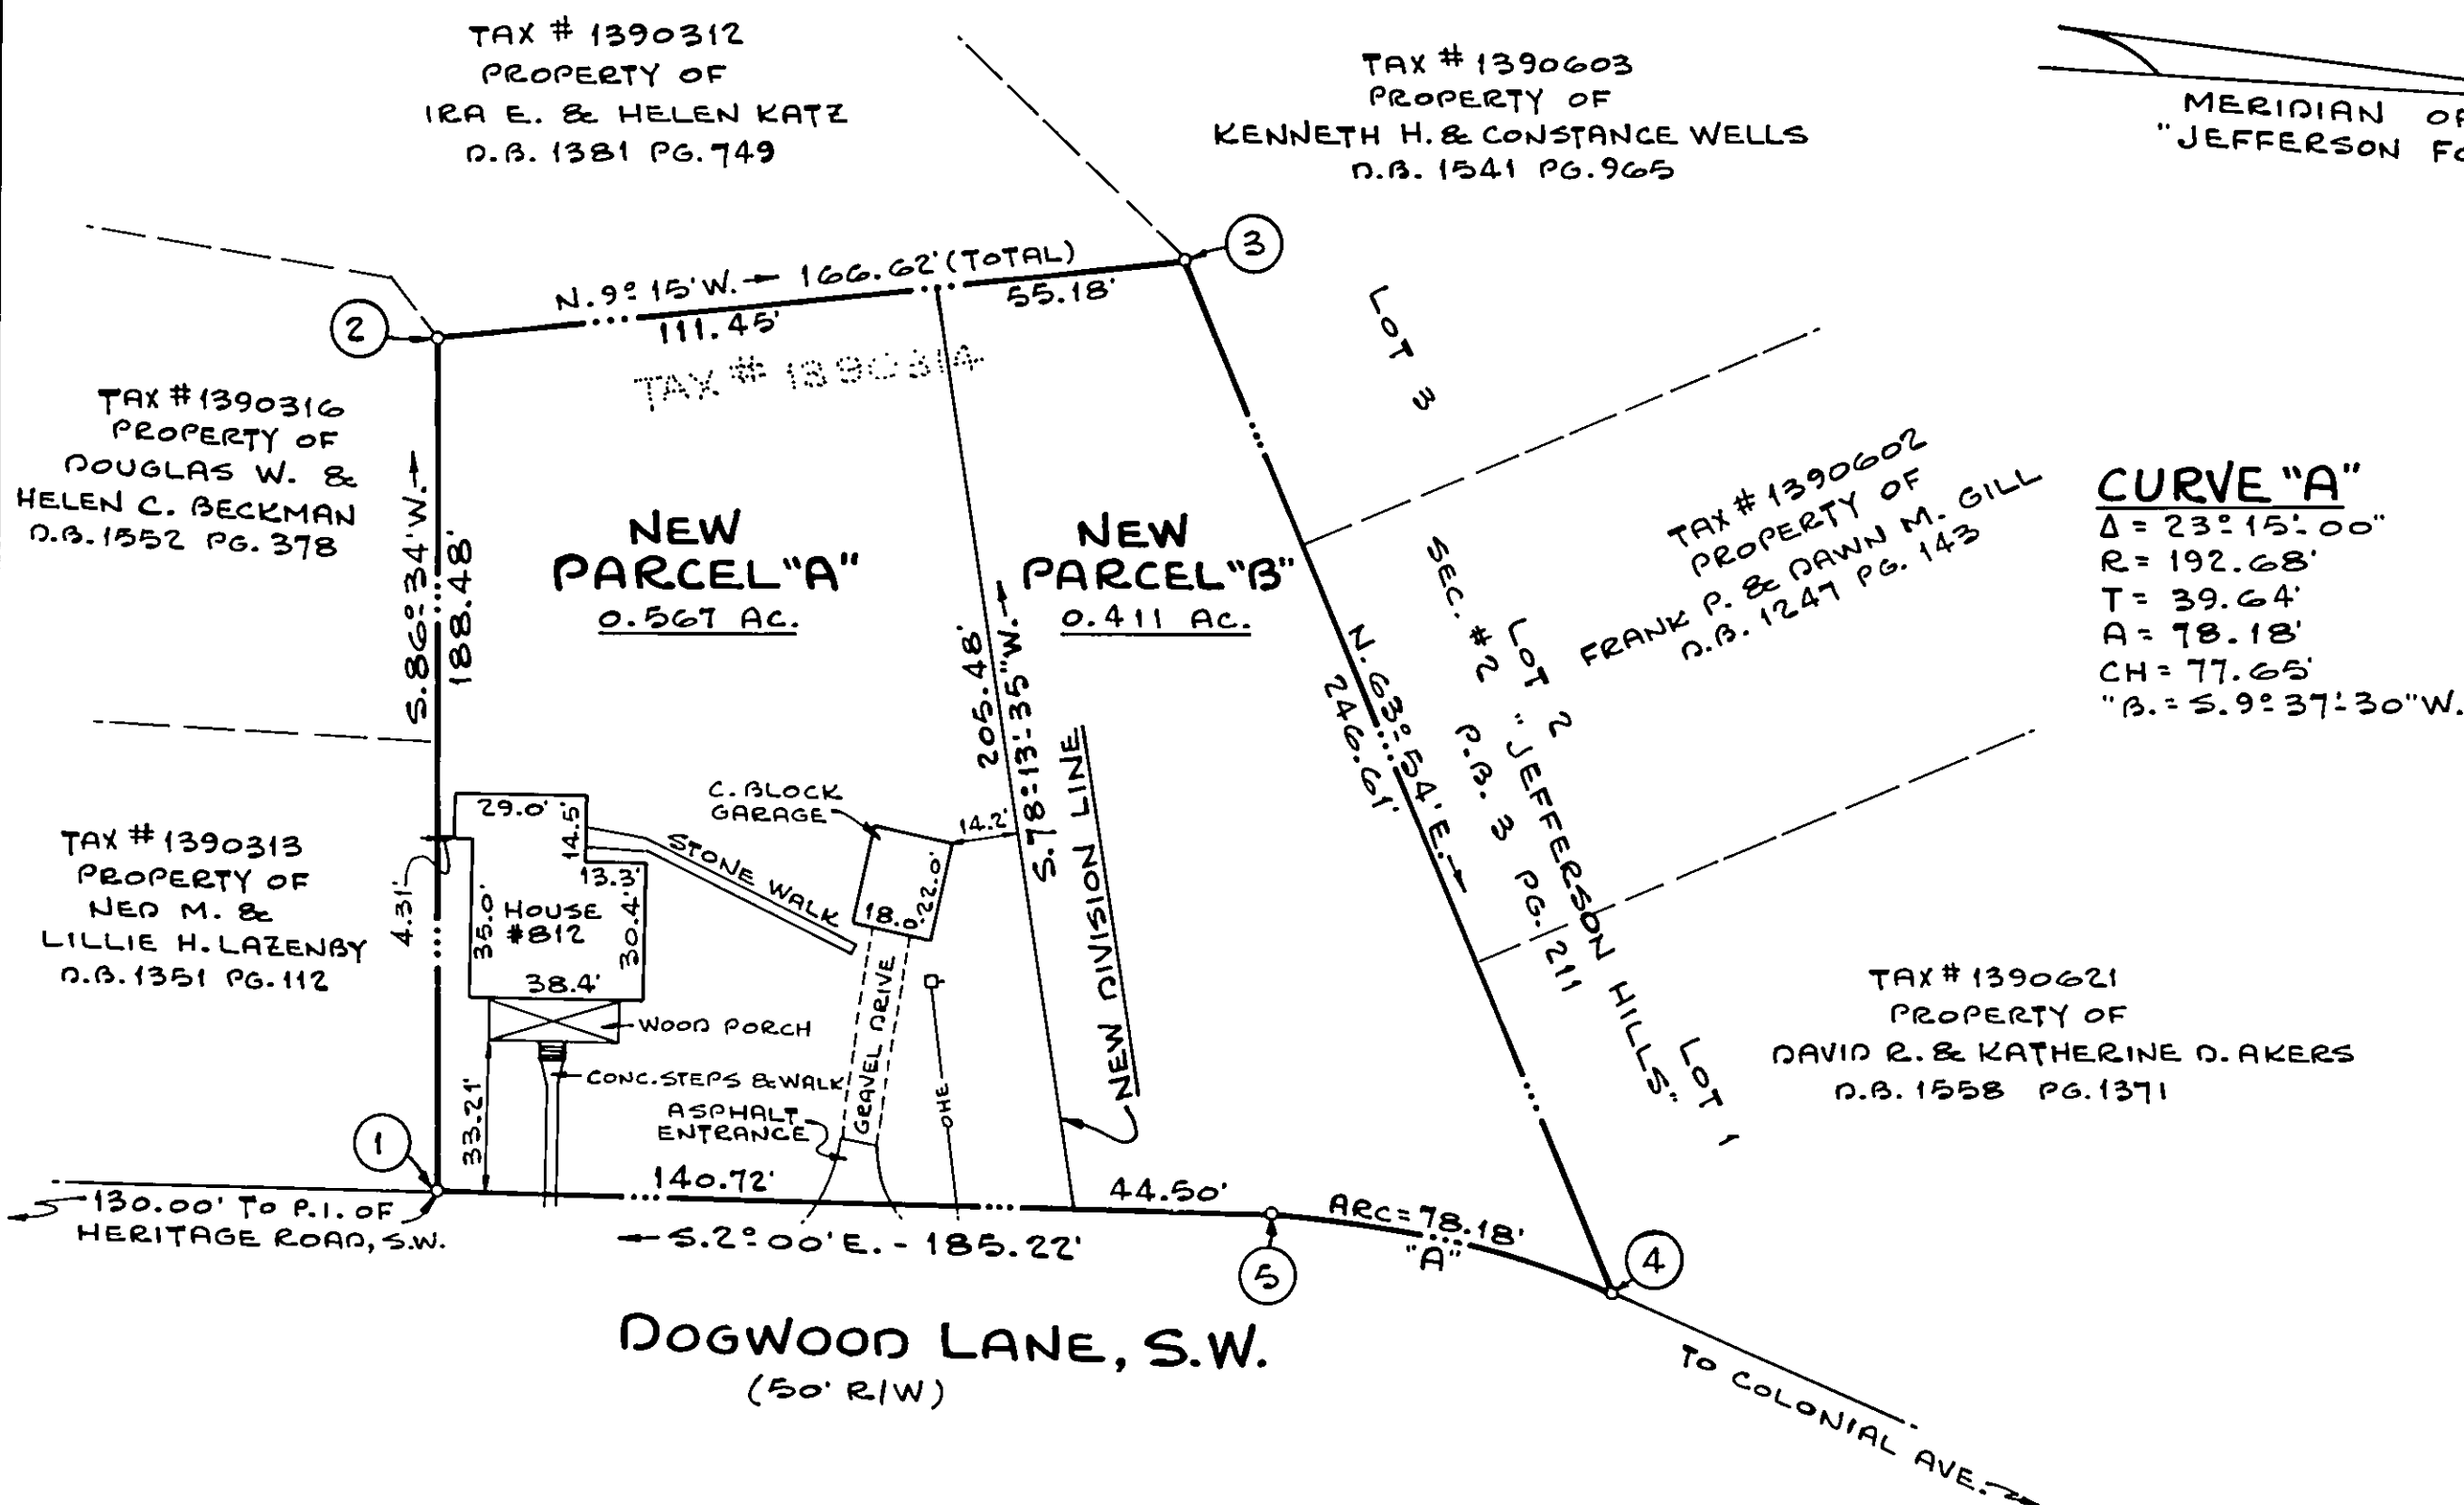 TAX # 1390312
PROPERTY OF
IRA E. & HELEN KATZ
D.B. 1381 PG. 749
TAX # 1390603
PROPERTY OF
KENNETH H. & CONSTANCE WELLS
D.B. 1541 PG. 965
MERIDIAN
"JEFFERSON
3
N. 9° 15' W. 166.62' (TOTAL)
111.45'
55.18'
2
TAX # 1390314
LOT 3
TAX # 1390316
PROPERTY OF
DOUGLAS W. &
HELEN C. BECKMAN
D.B. 1552 PG. 378
S. 86° 34' W.
188.48'
NEW
PARCEL "A"
0.567 AC.
NEW
PARCEL "B"
0.411 AC.
205.48'
S. 78°-13'-35" W.
NEW DIVISION LINE
TAX # 1390602
PROPERTY OF
FRANK P. & DAWN M. GILL
D.B. 1247 PG. 143
CURVE "A"
Δ = 23°-15'-00"
R = 192.68'
T = 39.64'
A = 78.18'
CH = 77.65'
"B. = S. 9°-37'-30" W.
N. 63° 54' E.
246.61'
LOT 2
SEC. #2 "JEFFERSON HILLS"
P.B. 3 PG. 211
LOT 1
TAX # 1390313
PROPERTY OF
NED M. &
LILLIE H. LAZENBY
D.B. 1351 PG. 112
4.31'
29.0'
14.5'
13.3'
35.0'
HOUSE
#812
30.4'
38.4'
STONE WALK
C. BLOCK
GARAGE
14.2'
22.0'
18.0
WOOD PORCH
CONC. STEPS & WALK
33.21'
GRAVEL DRIVE
ASPHALT
ENTRANCE
OHE
TAX # 1390621
PROPERTY OF
DAVID R. & KATHERINE D. AKERS
D.B. 1558 PG. 1371
1
130.00' TO P.I. OF
HERITAGE ROAD, S.W.
140.72'
44.50'
S. 2° 00' E. - 185.22'
ARC = 78.18'
"A"
5
4
DOGWOOD LANE, S.W.
(50' R/W)
TO COLONIAL AVE.